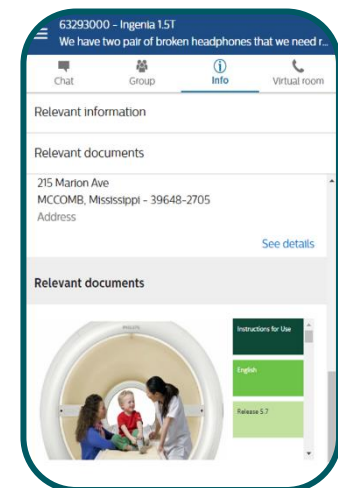 63293000 - Ingenia 1.5T
We have two pair of broken headphones that we need r...
Chat
Group
Info
Virtual room
Relevant information
Relevant documents
215 Marion Ave
MCCOMB, Mississippi - 39648-2705
Address
See details
Relevant documents
PHILIPS
Instructions for Use
English
Release 5.7